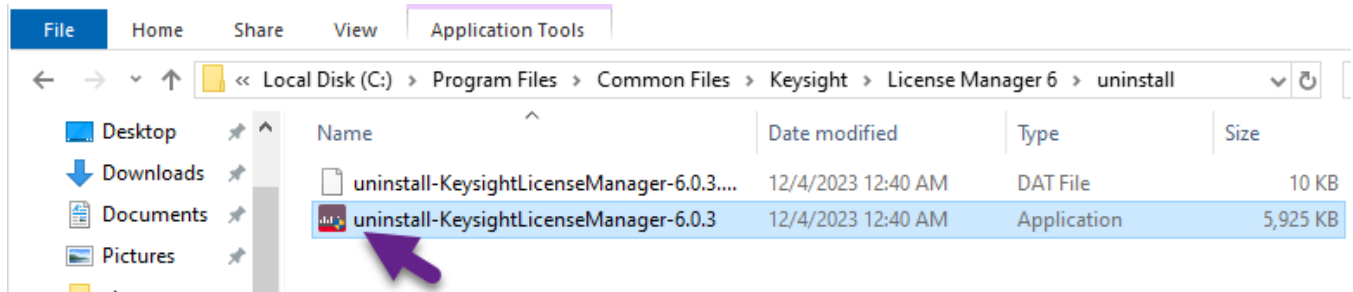 File Home Share View Application Tools
« Local Disk (C:) > Program Files > Common Files > Keysight > License Manager 6 > uninstall
Desktop Name Date modified Type Size
Downloads uninstall-KeysightLicenseManager-6.0.3.... 12/4/2023 12:40 AM DAT File 10 KB
Documents uninstall-KeysightLicenseManager-6.0.3 12/4/2023 12:40 AM Application 5,925 KB
Pictures